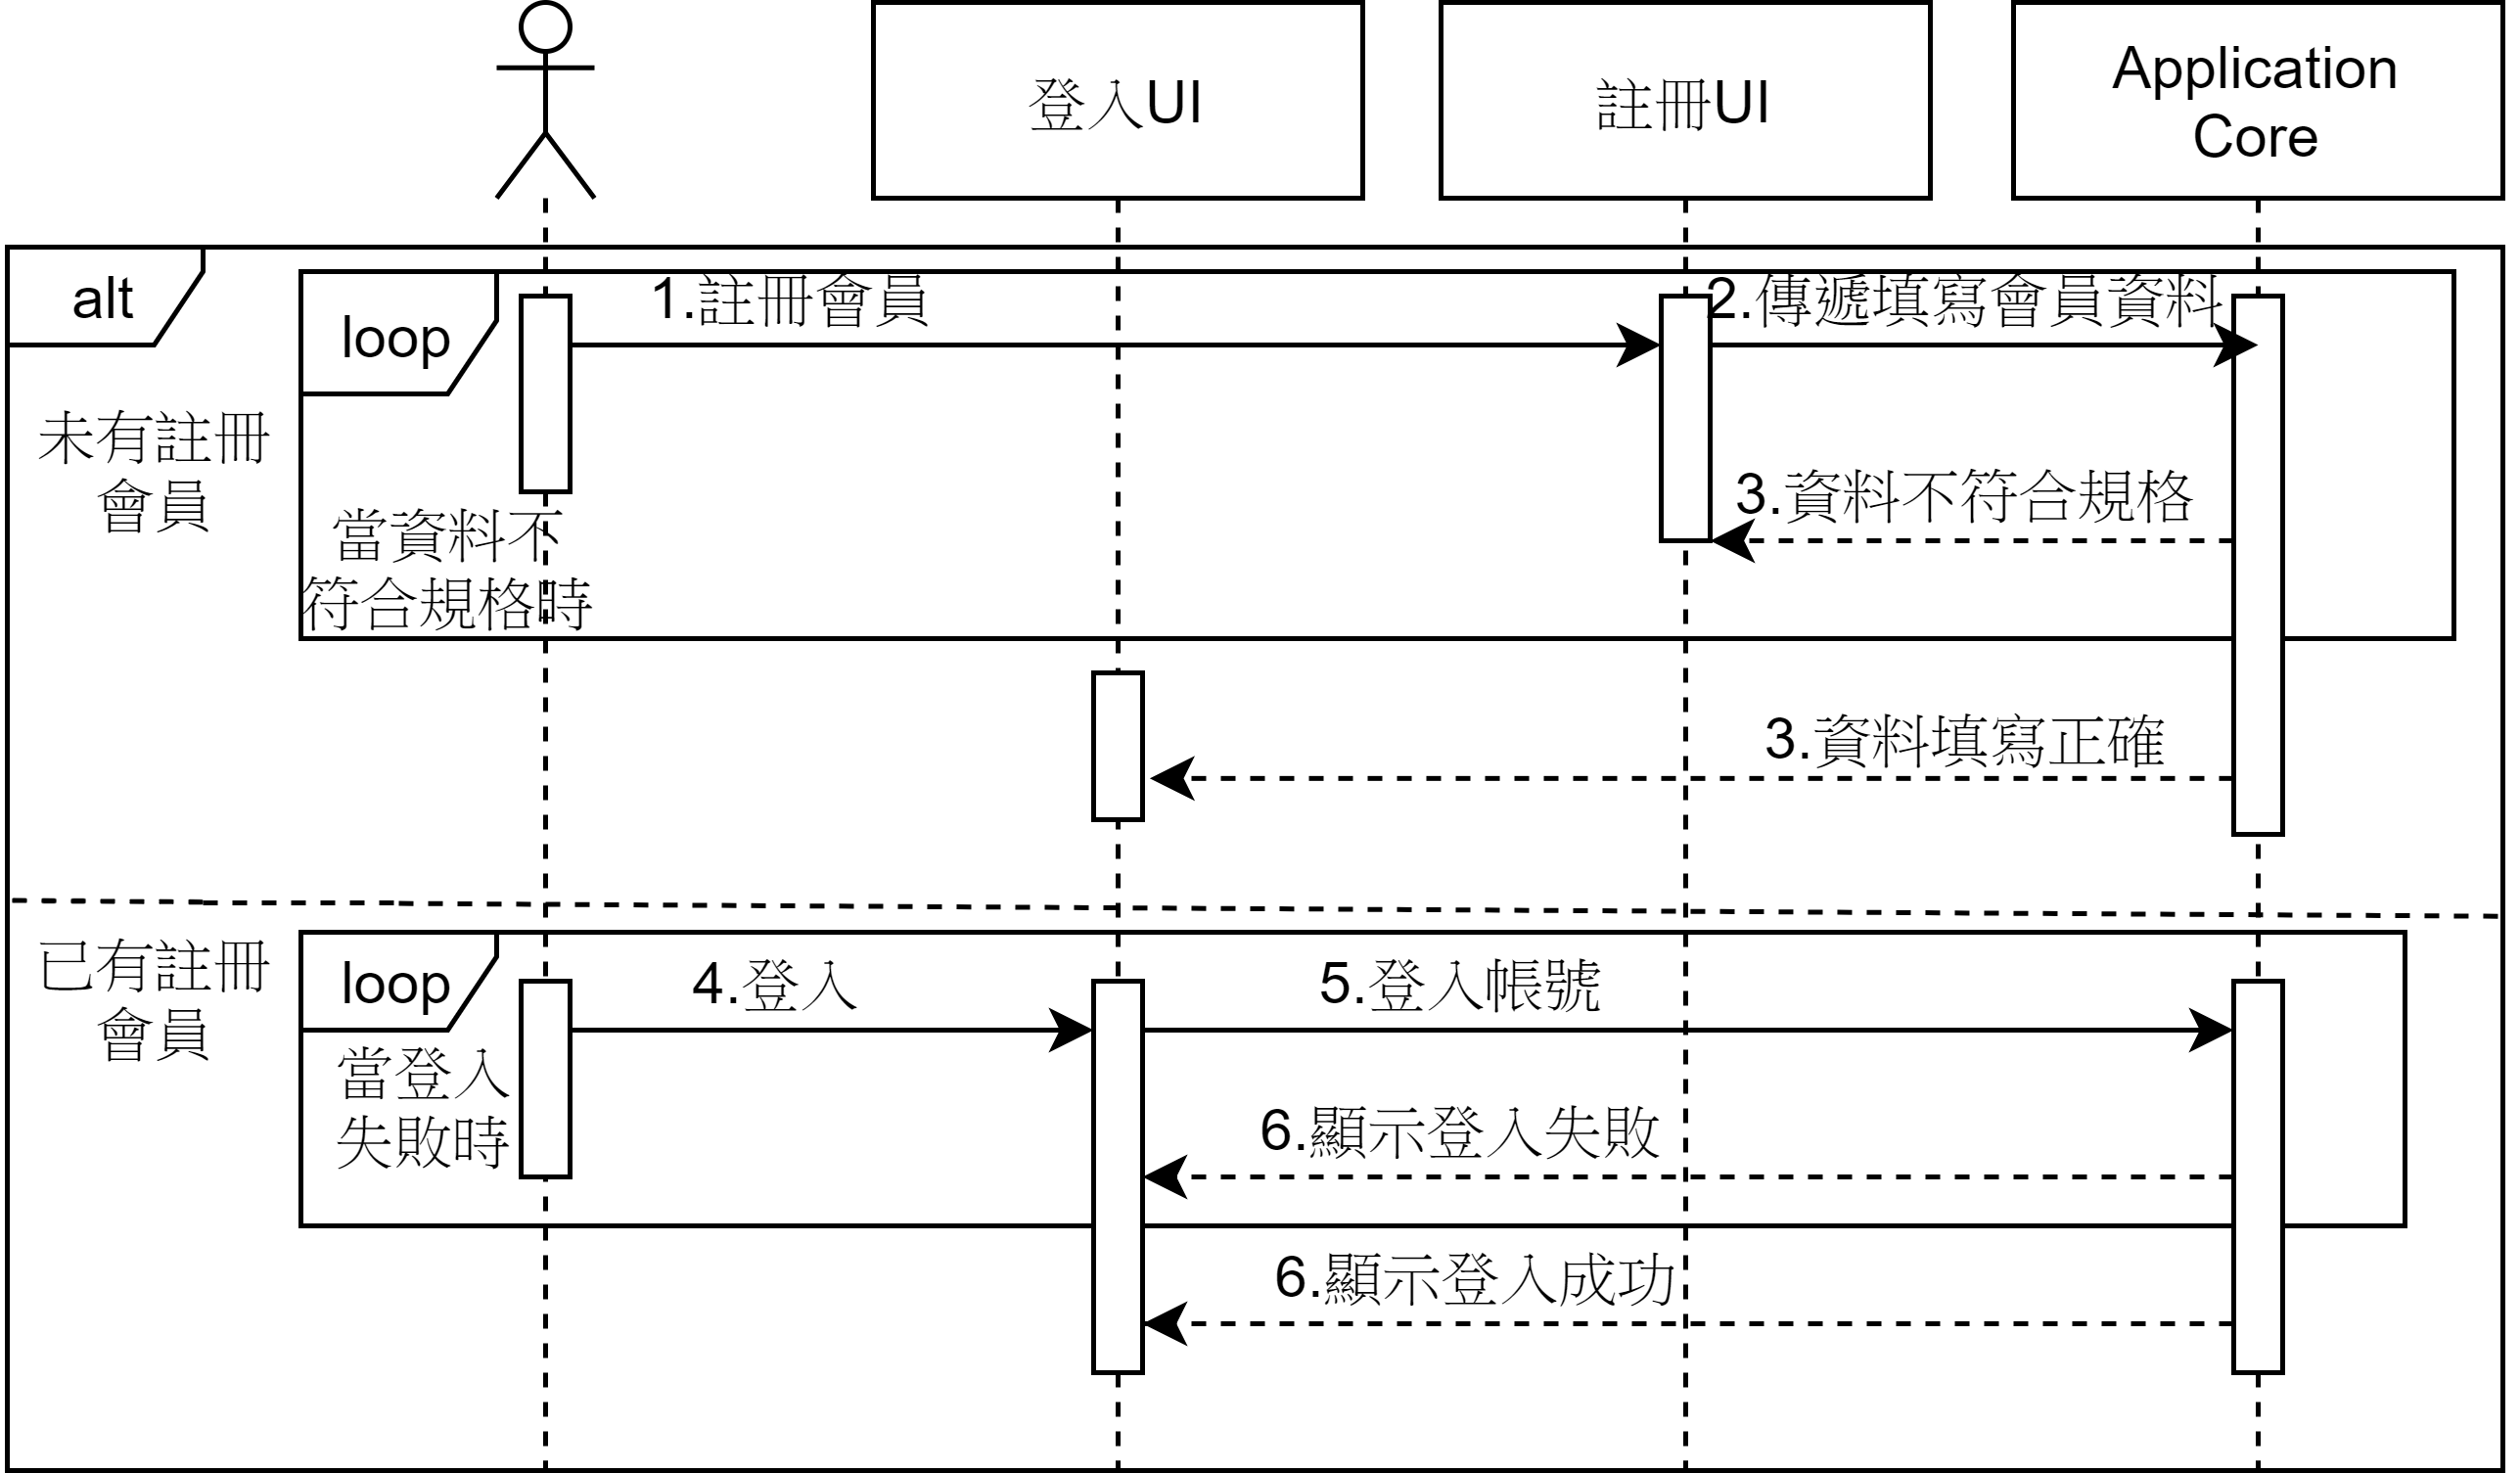 登入UI
註冊UI
Application
Core
alt
loop
1.註冊會員
2.傳遞填寫會員資料
未有註冊
會員
3.資料不符合規格
當資料不
符合規格時
3.資料填寫正確
已有註冊
會員
loop
4.登入
5.登入帳號
當登入
失敗時
6.顯示登入失敗
6.顯示登入成功